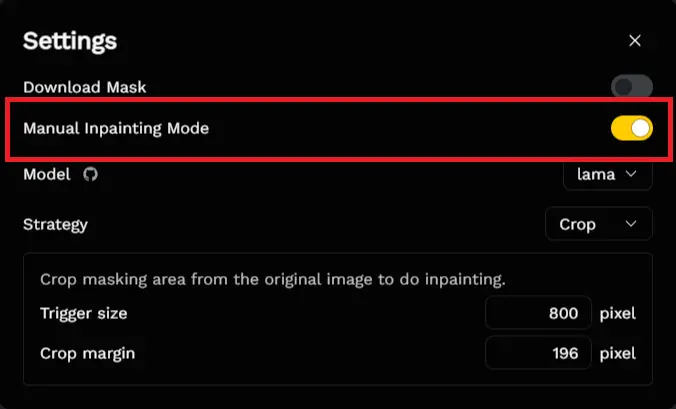 Settings
Download Mask
Manual Inpainting Mode
Model lama
Strategy Crop
Crop masking area from the original image to do inpainting.
Trigger size 800 pixel
Crop margin 196 pixel